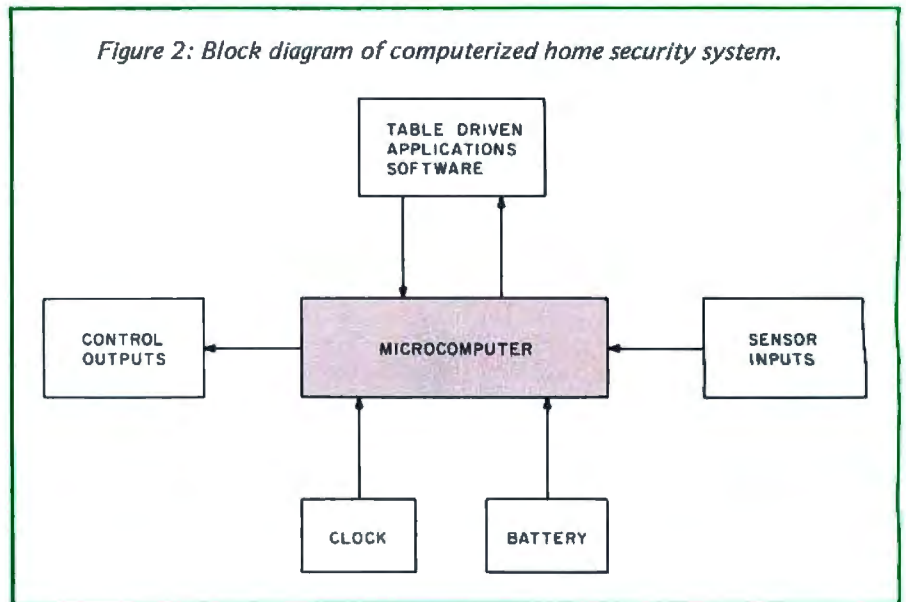 Figure 2: Block diagram of computerized home security system.
TABLE DRIVEN
APPLICATIONS
SOFTWARE
CONTROL
OUTPUTS
MICROCOMPUTER
SENSOR
INPUTS
CLOCK
BATTERY